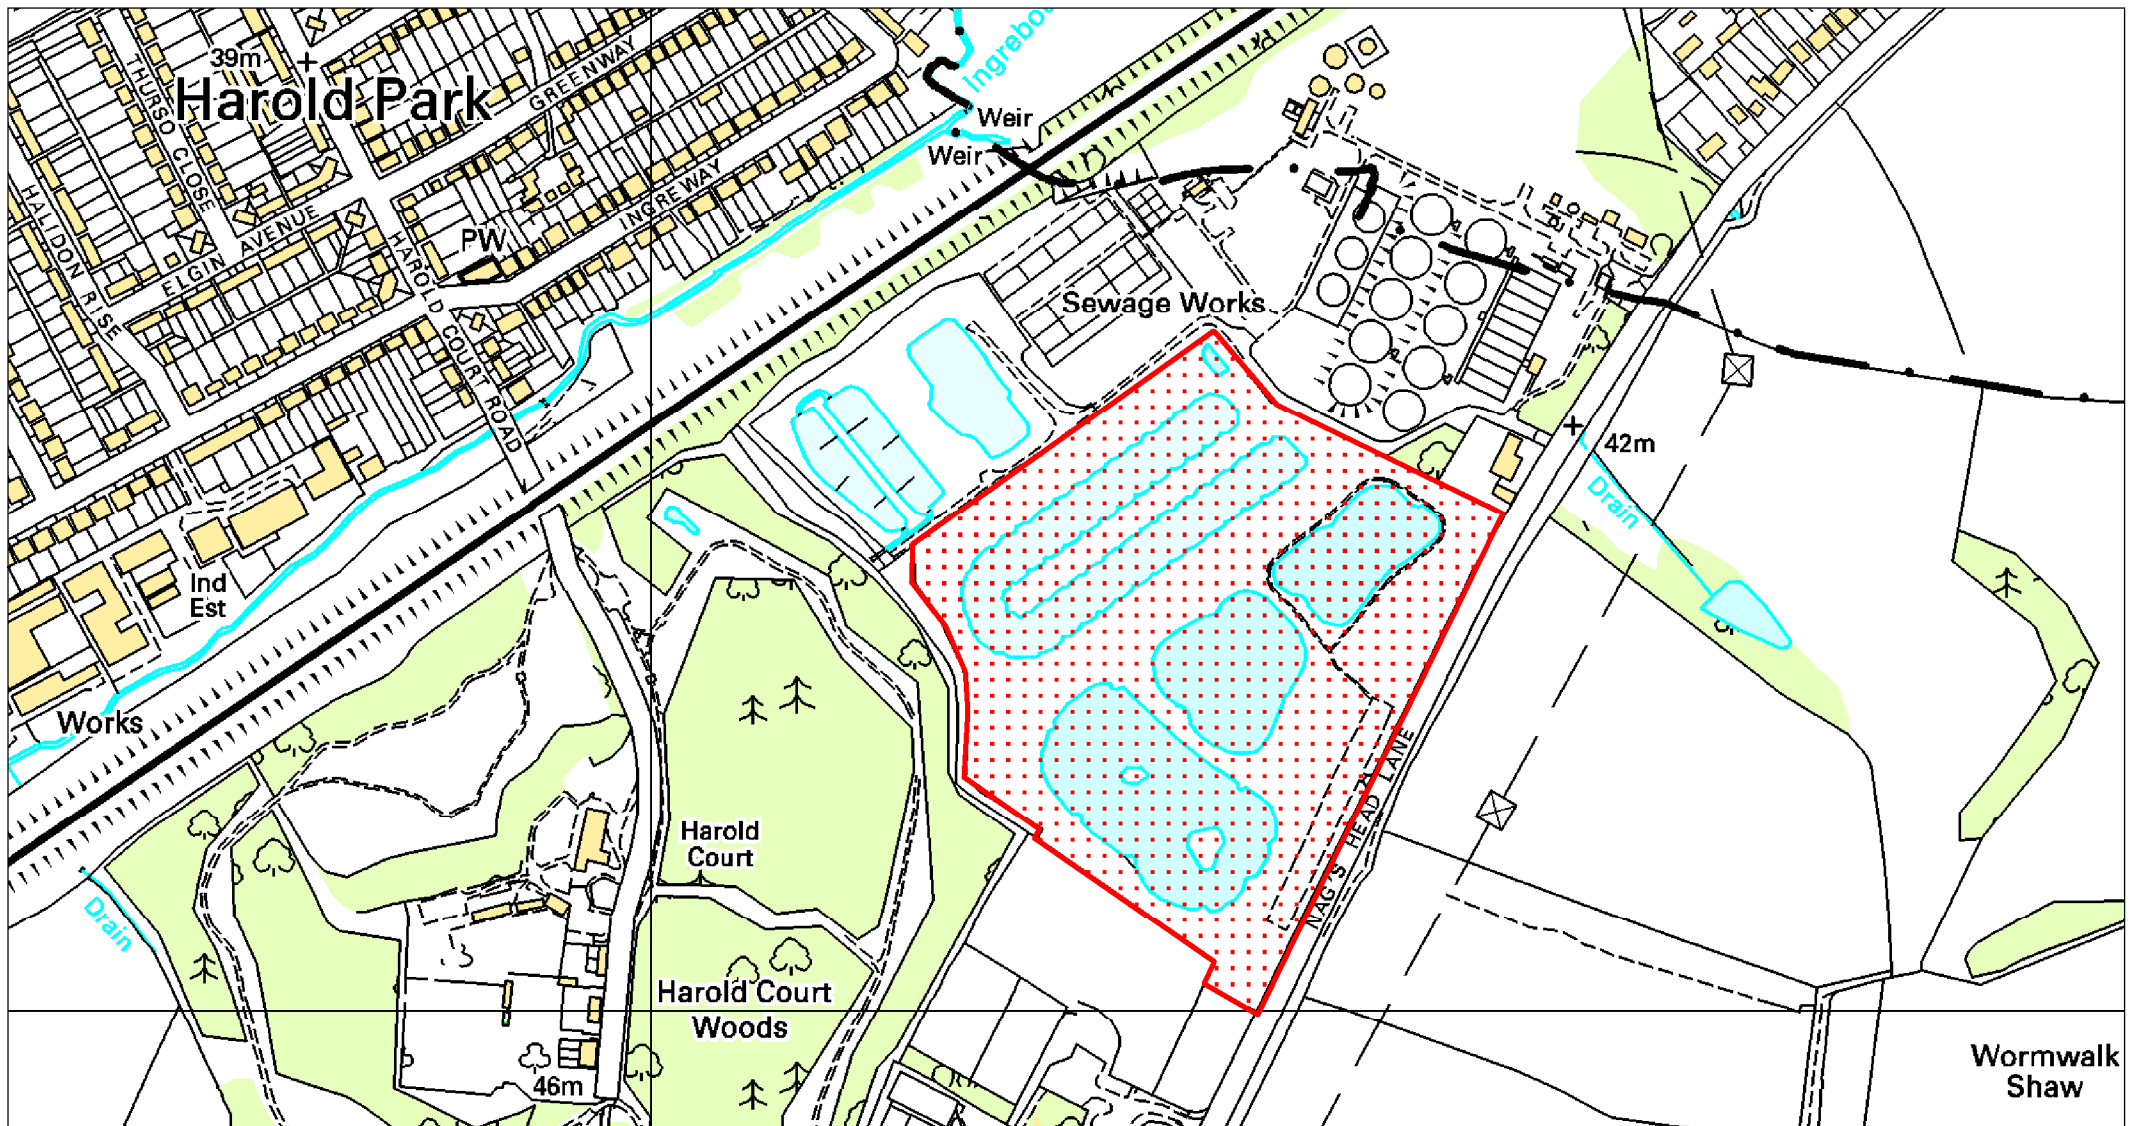 39m
Harold Park
THURSO CLOSE
GREENWAY
Ingrebou
Weir
Weir
HALIDON RISE
ELGIN AVENUE
PW
INGREWAY
HAROLD COURT ROAD
Sewage Works
42m
Drain
Ind
Est
Works
NAG'S HEAD LANE
Harold
Court
Drain
Harold Court
Woods
46m
Wormwalk
Shaw